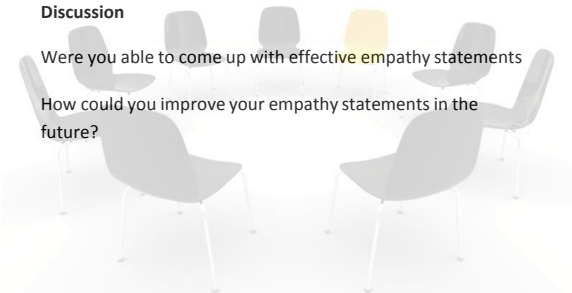 Discussion
Were you able to come up with effective empathy statements
How could you improve your empathy statements in the
future?